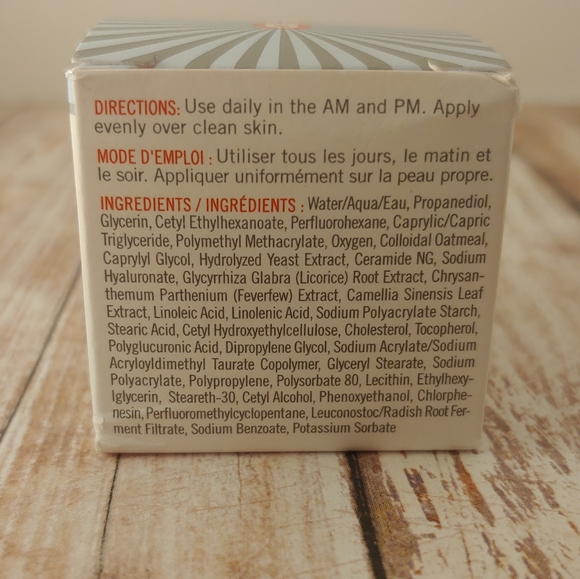 DIRECTIONS: Use daily in the AM and PM. Apply
evenly over clean skin.
MODE D'EMPLOI : Utiliser tous les jours, le matin et
le soir. Appliquer uniformément sur la peau propre.
INGREDIENTS / INGRÉDIENTS : Water/Aqua/Eau, Propanediol,
Glycerin, Cetyl Ethylhexanoate, Perfluorohexane, Caprylic/Capric
Triglyceride, Polymethyl Methacrylate, Oxygen, Colloidal Oatmeal,
Caprylyl Glycol, Hydrolyzed Yeast Extract, Ceramide NG, Sodium
Hyaluronate, Glycyrrhiza Glabra (Licorice) Root Extract, Chrysan-
themum Parthenium (Feverfew) Extract, Camellia Sinensis Leaf
Extract, Linoleic Acid, Linolenic Acid, Sodium Polyacrylate Starch,
Stearic Acid, Cetyl Hydroxyethylcellulose, Cholesterol, Tocopherol,
Polyglucuronic Acid, Dipropylene Glycol, Sodium Acrylate/Sodium
Acryloyldimethyl Taurate Copolymer, Glyceryl Stearate, Sodium
Polyacrylate, Polypropylene, Polysorbate 80, Lecithin, Ethylhexy-
lglycerin, Steareth-30, Cetyl Alcohol, Phenoxyethanol, Chlorphe-
nesin, Perfluoromethylcyclopentane, Leuconostoc/Radish Root Fer-
ment Filtrate, Sodium Benzoate, Potassium Sorbate